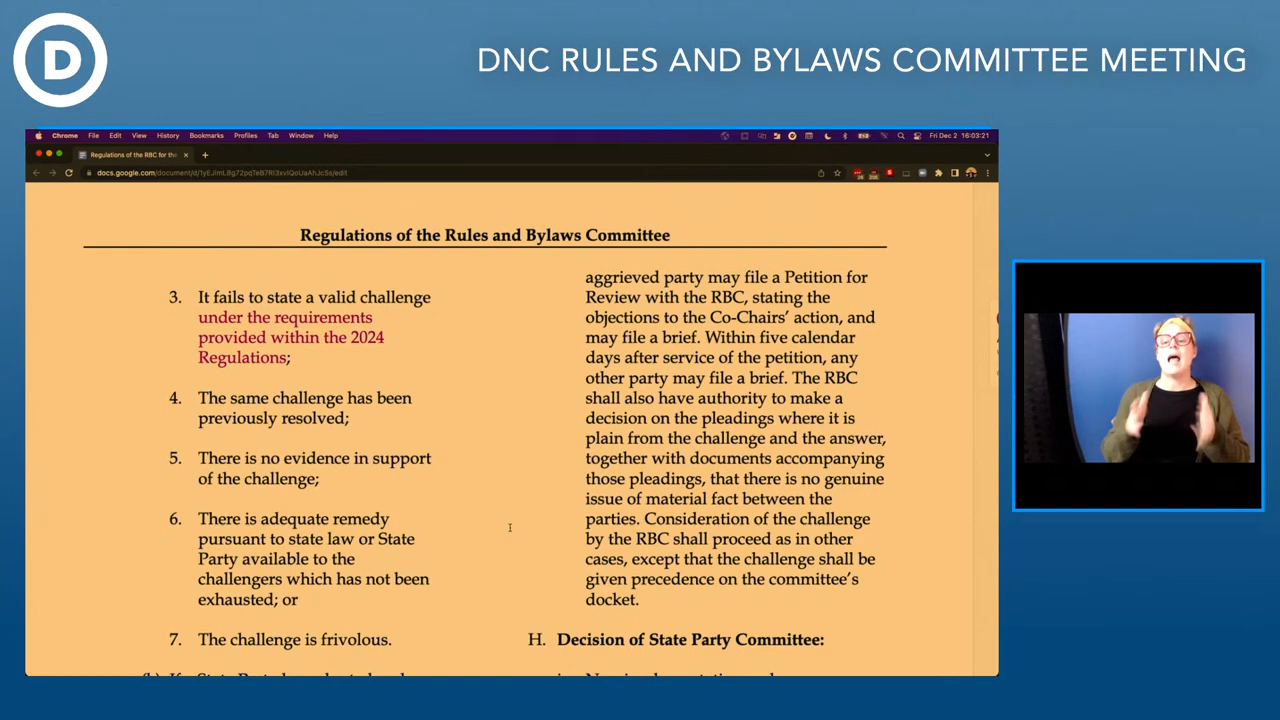 D
DNC RULES AND BYLAWS COMMITTEE MEETING
Chrome File Edit View History Bookmarks Profiles Tab Window Help
Fri Dec 2 16:03:21
Regulations of the RBC for the
Regulations of the Rules and Bylaws Committee
3. It fails to state a valid challenge
under the requirements
provided within the 2024
Regulations;
4. The same challenge has been
previously resolved;
5. There is no evidence in support
of the challenge;
6. There is adequate remedy
pursuant to state law or State
Party available to the
challengers which has not been
exhausted; or
7. The challenge is frivolous.
aggrieved party may file a Petition for
Review with the RBC, stating the
objections to the Co-Chairs' action, and
may file a brief. Within five calendar
days after service of the petition, any
other party may file a brief. The RBC
shall also have authority to make a
decision on the pleadings where it is
plain from the challenge and the answer,
together with documents accompanying
those pleadings, that there is no genuine
issue of material fact between the
parties. Consideration of the challenge
by the RBC shall proceed as in other
cases, except that the challenge shall be
given precedence on the committee's
docket.
H. Decision of State Party Committee: